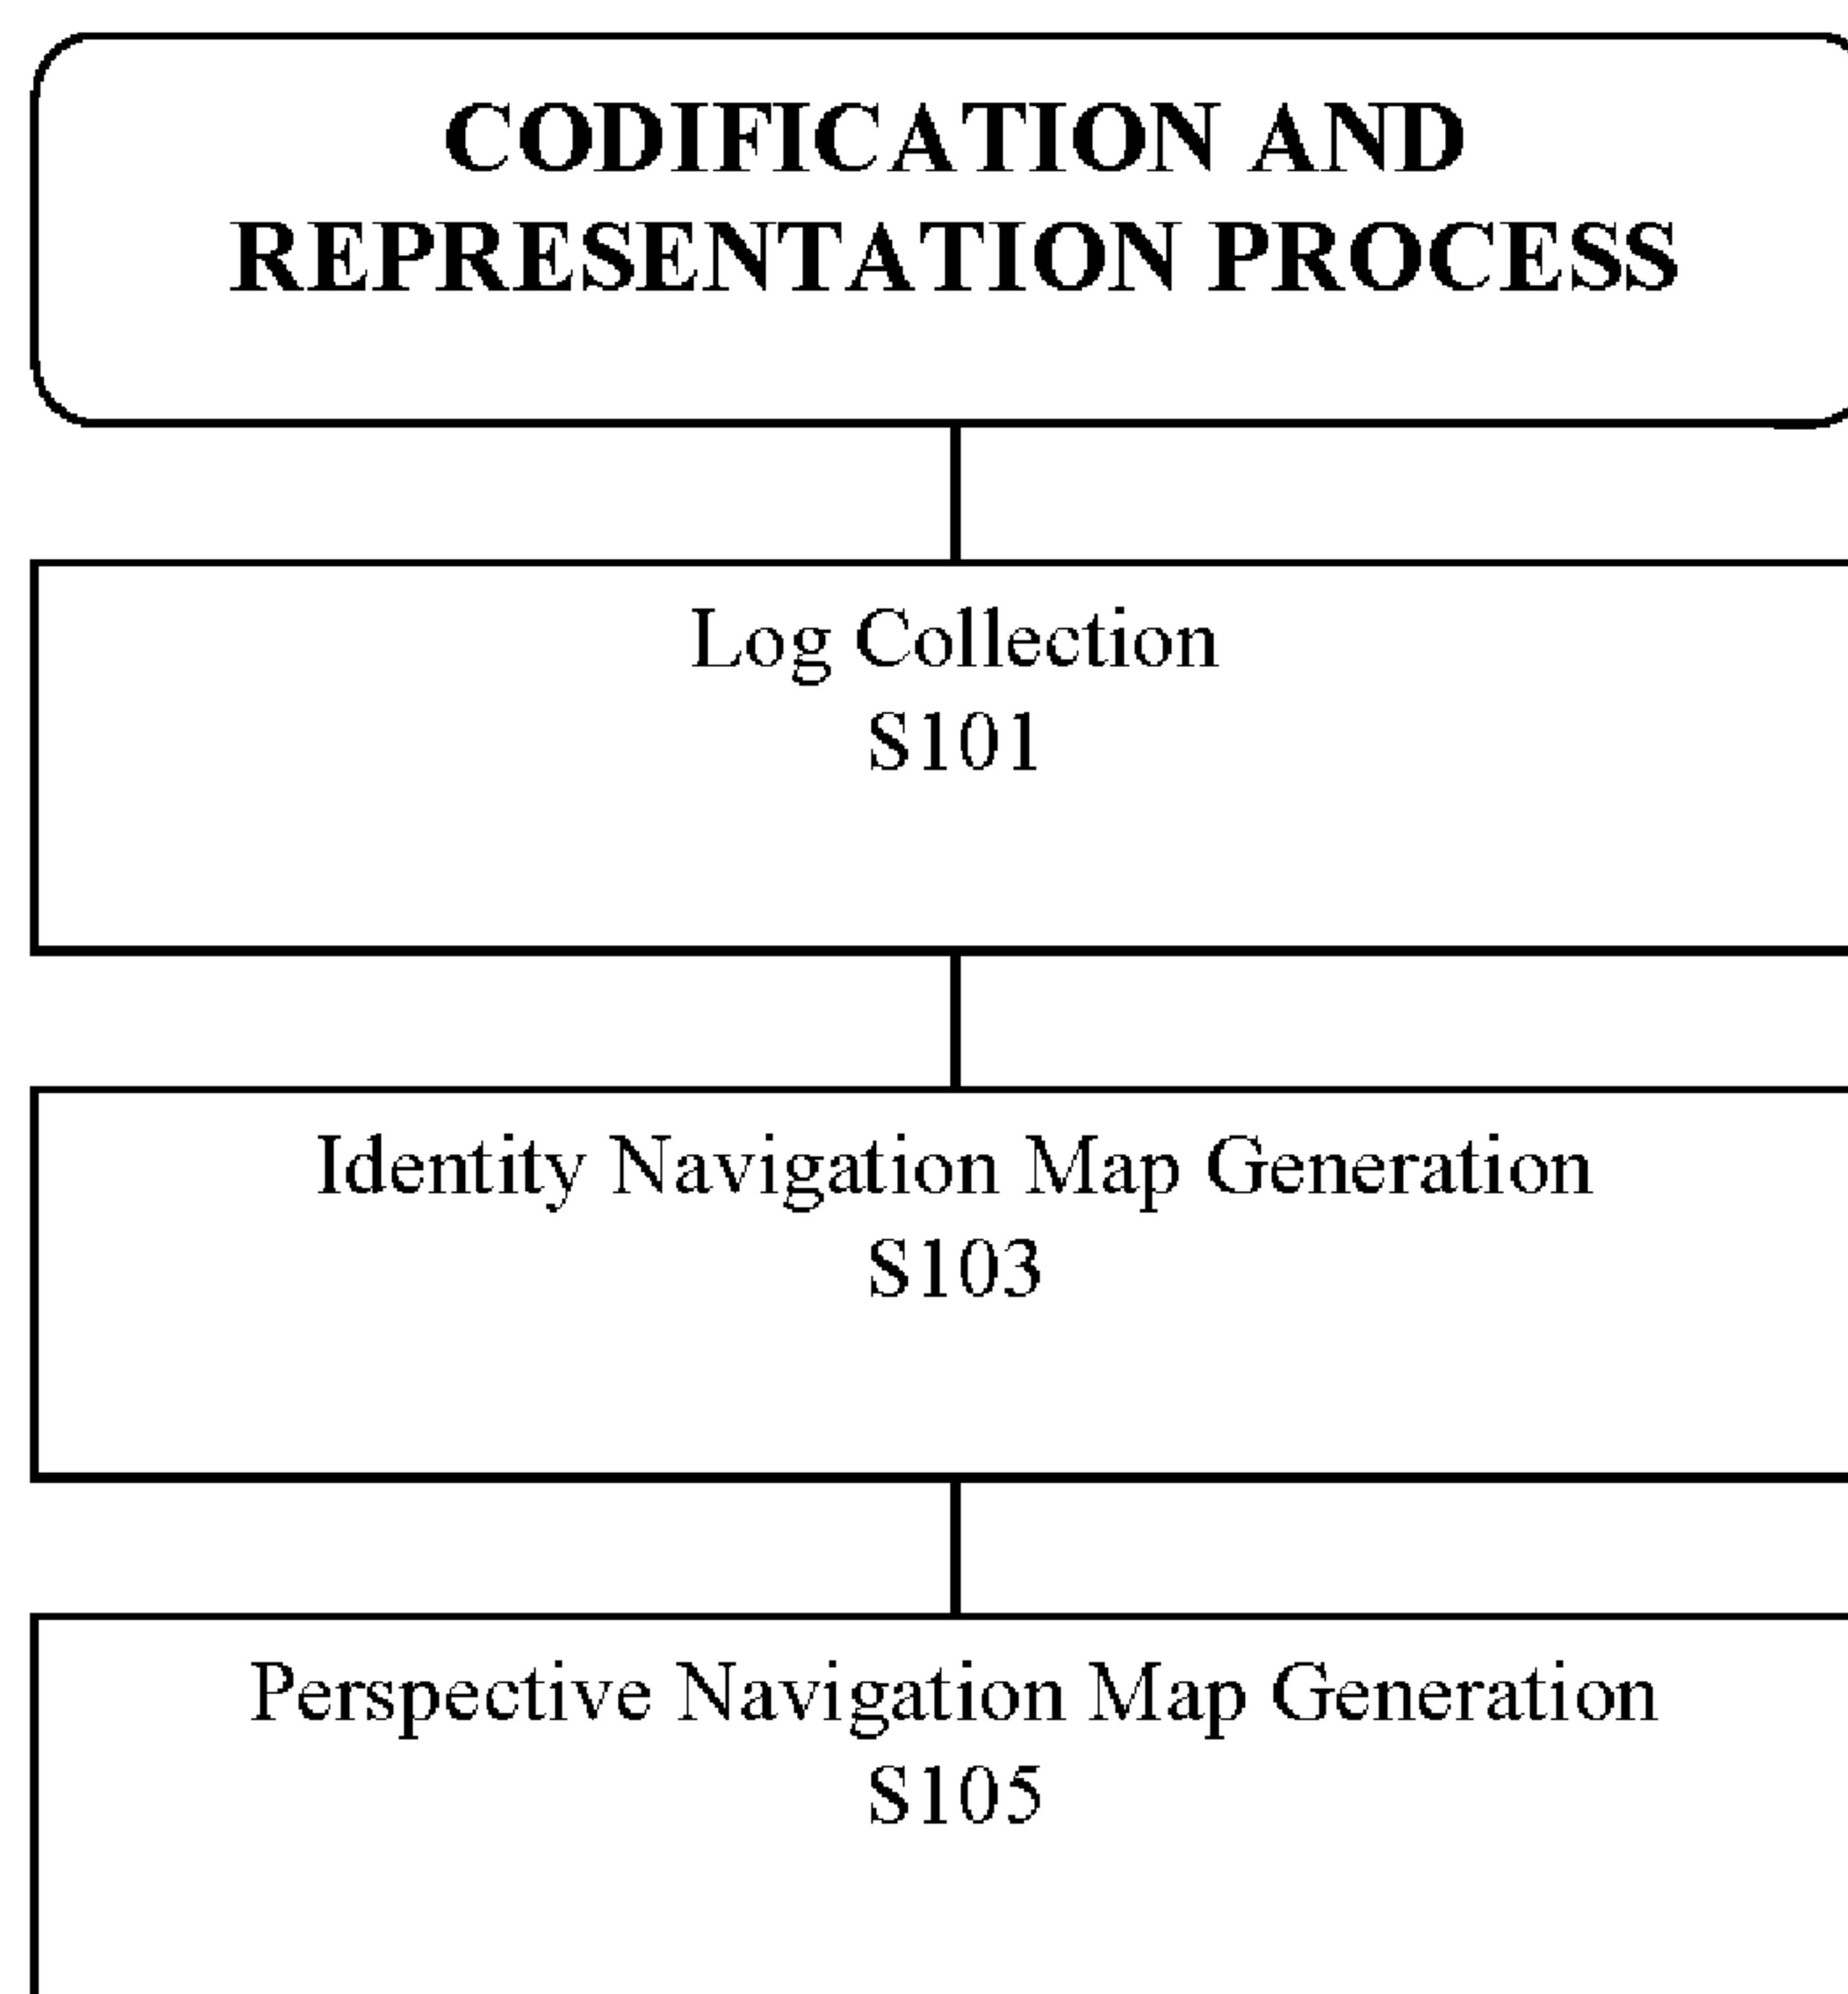 CODIFICATION AND
REPRESENTATION PROCESS
Log Collection
S101
Identity Navigation Map Generation
S103
Perspective Navigation Map Generation
S105